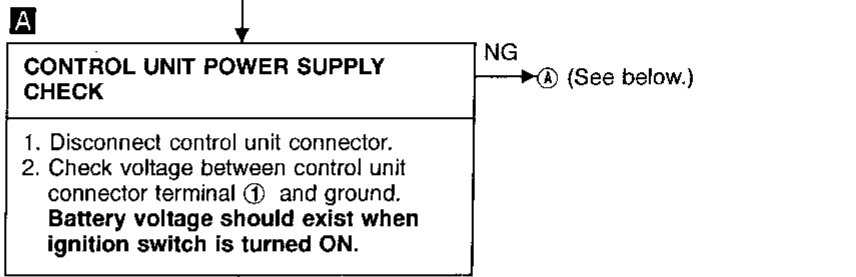 A
CONTROL UNIT POWER SUPPLY
CHECK
NG
Ⓐ (See below.)
1. Disconnect control unit connector.
2. Check voltage between control unit
connector terminal ① and ground.
Battery voltage should exist when
ignition switch is turned ON.